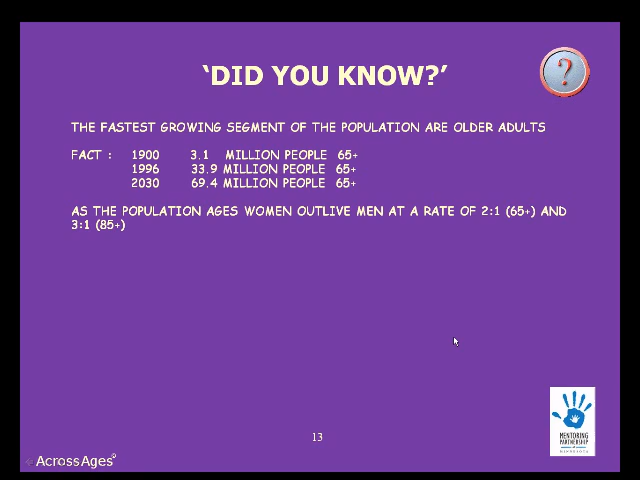 ‘DID YOU KNOW?’
?
THE FASTEST GROWING SEGMENT OF THE POPULATION ARE OLDER ADULTS
FACT : 1900 3.1 MILLION PEOPLE 65+
1996 33.9 MILLION PEOPLE 65+
2030 69.4 MILLION PEOPLE 65+
AS THE POPULATION AGES WOMEN OUTLIVE MEN AT A RATE OF 2:1 (65+) AND
3:1 (85+)
MENTORING
PARTNERSHIP
MINNESOTA
13
AcrossAges®